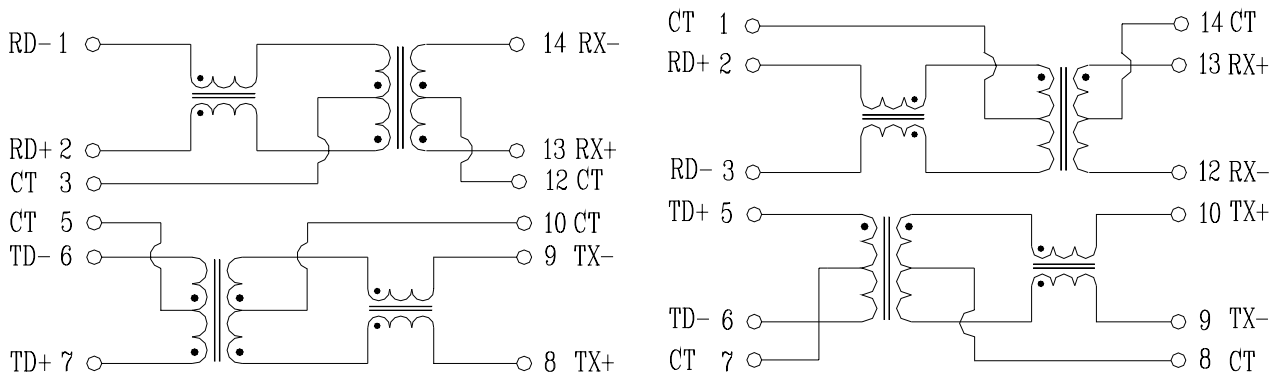 RD- 1
14 RX-
RD+ 2
13 RX+
CT 3
12 CT
CT 5
10 CT
TD- 6
9 TX-
TD+ 7
8 TX+
CT 1
14 CT
RD+ 2
13 RX+
RD- 3
12 RX-
TD+ 5
10 TX+
TD- 6
9 TX-
CT 7
8 CT